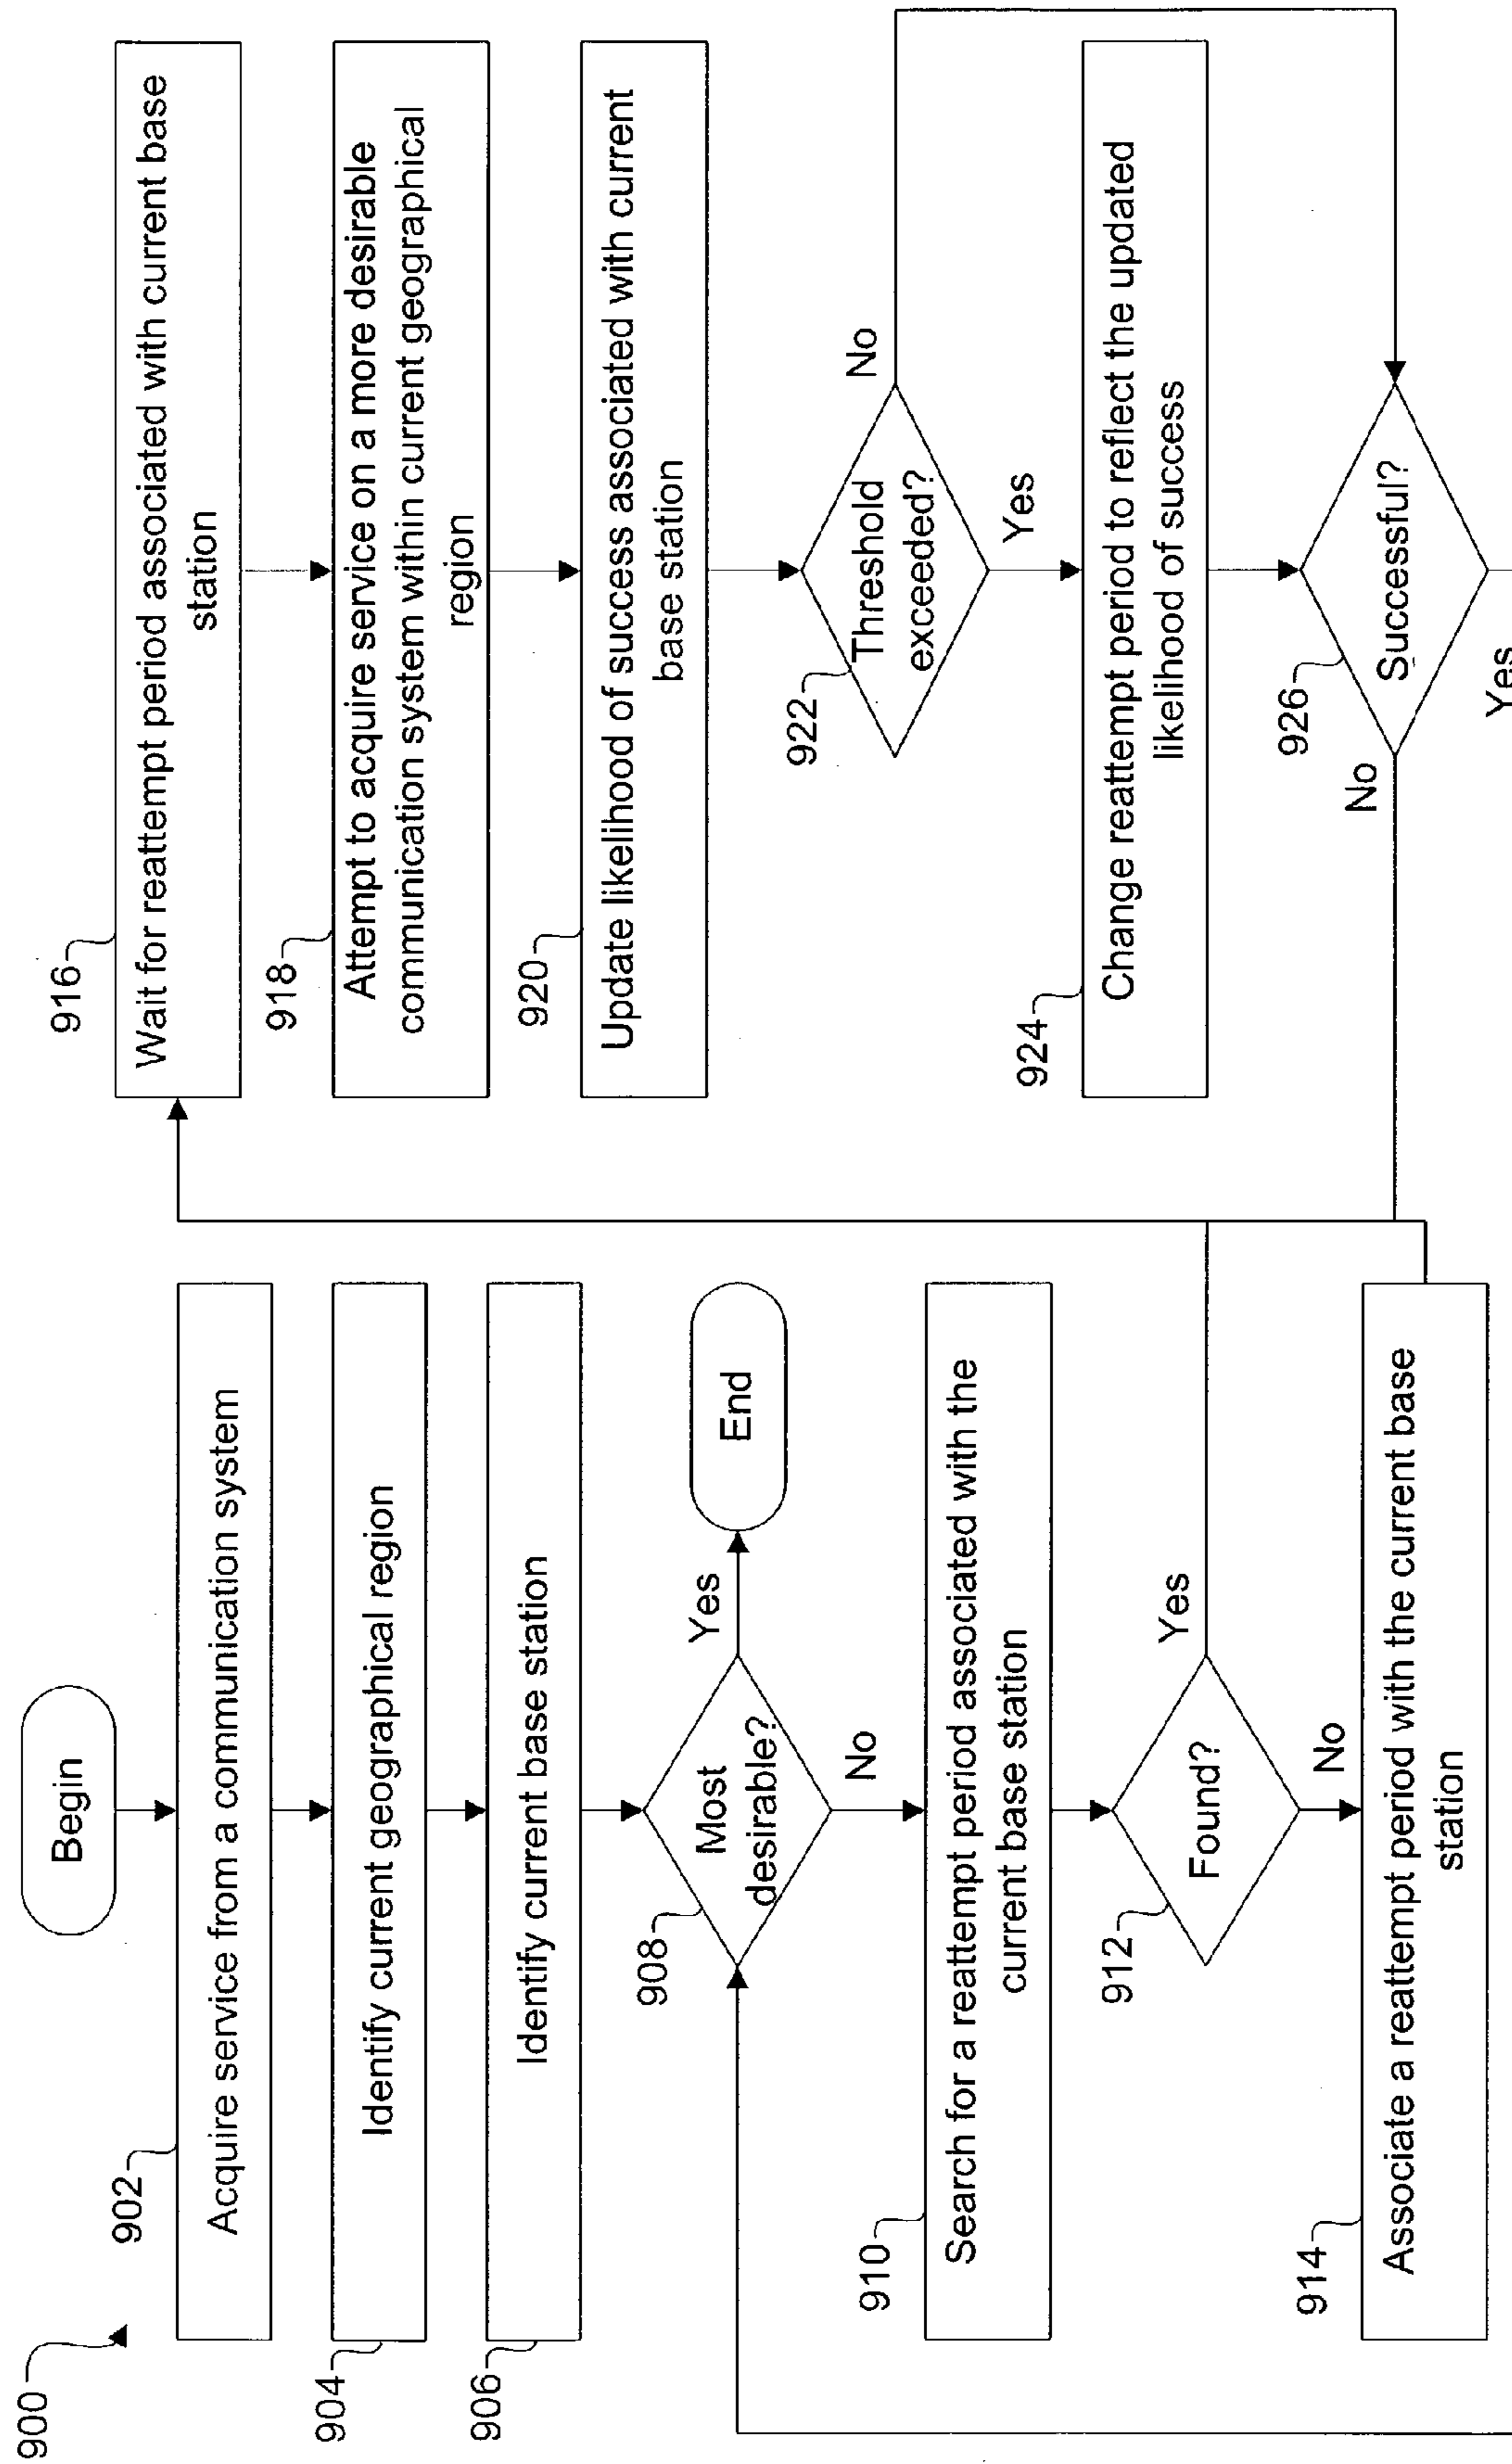 900
Begin
902
Acquire service from a communication system
904
Identify current geographical region
906
Identify current base station
908
Most
desirable?
Yes
End
No
910
Search for a reattempt period associated with the
current base station
912
Found?
Yes
No
914
Associate a reattempt period with the current base
station
916
Wait for reattempt period associated with current base
station
918
Attempt to acquire service on a more desirable
communication system within current geographical
region
920
Update likelihood of success associated with current
base station
922
Threshold
exceeded?
No
Yes
924
Change reattempt period to reflect the updated
likelihood of success
926
Successful?
No
Yes